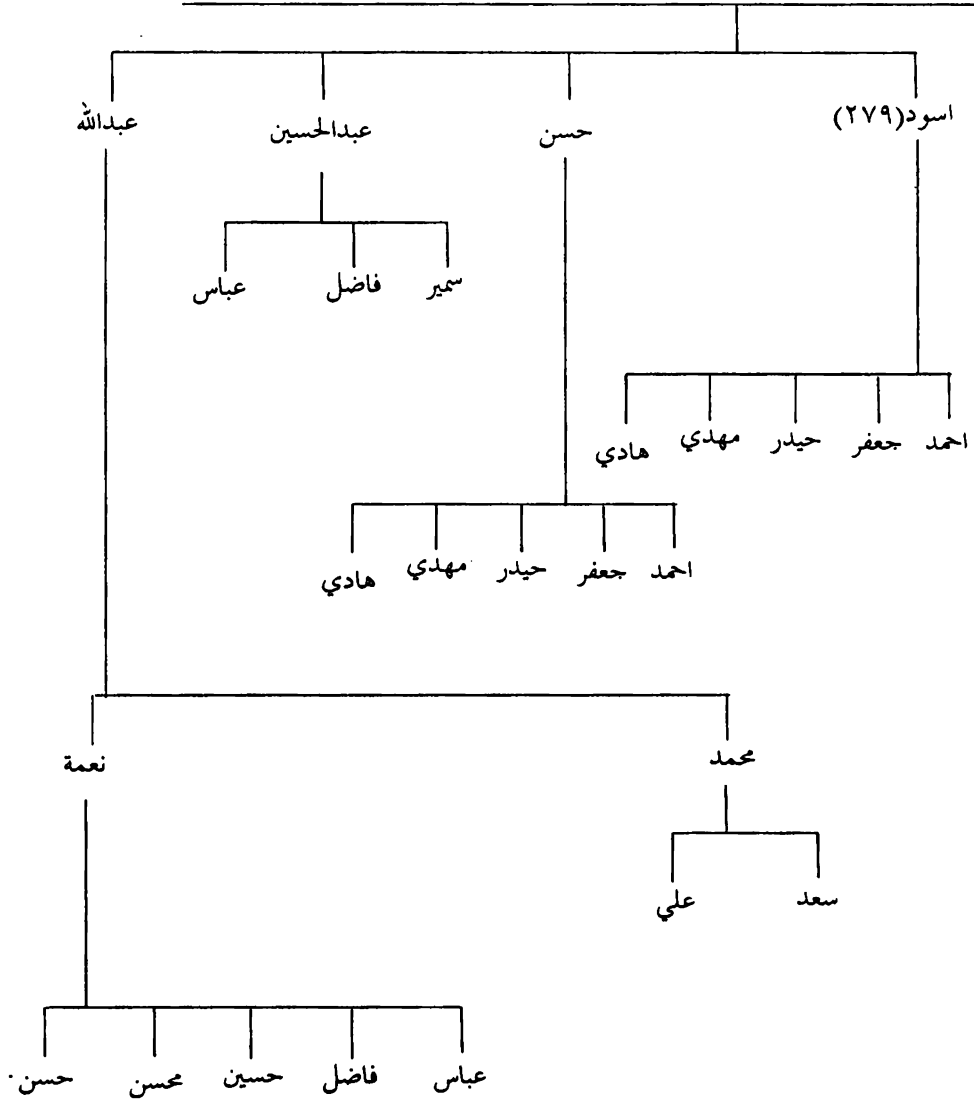 اسود(٢٧٩) حسن عبدالحسين عبدالله
سمير فاضل عباس
احمد جعفر حيدر مهدي هادي
احمد جعفر حيدر مهدي هادي
محمد نعمة
سعد علي
عباس فاضل حسين محسن حسن